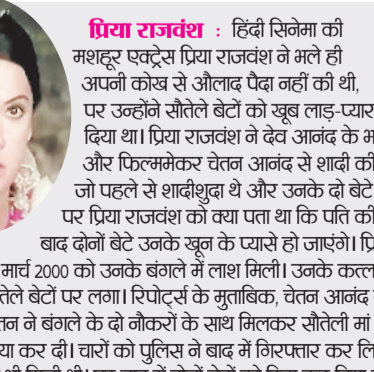 प्रिया राजवंश : हिंदी सिनेमा की
मशहूर एक्ट्रेस प्रिया राजवंश ने भले ही
अपनी कोख से औलाद पैदा नहीं की थी,
पर उन्होंने सौतेले बेटों को खूब लाड़-प्यार
दिया था। प्रिया राजवंश ने देव आनंद के
और फिल्ममेकर चेतन आनंद से शादी की
जो पहले से शादीशुदा थे और उनके दो बेटे
पर प्रिया राजवंश को क्या पता था कि पति की
बाद दोनों बेटे उनके खून के प्यासे हो जाएंगे।
मार्च 2000 को उनके बंगले में लाश मिली। उनके कत्ल
बेटों पर लगा। रिपोर्ट्स के मुताबिक, चेतन आनंद
ने बंगले के दो नौकरों के साथ मिलकर सौतेली मां
कर दी। चारों को पुलिस ने बाद में गिरफ्तार कर